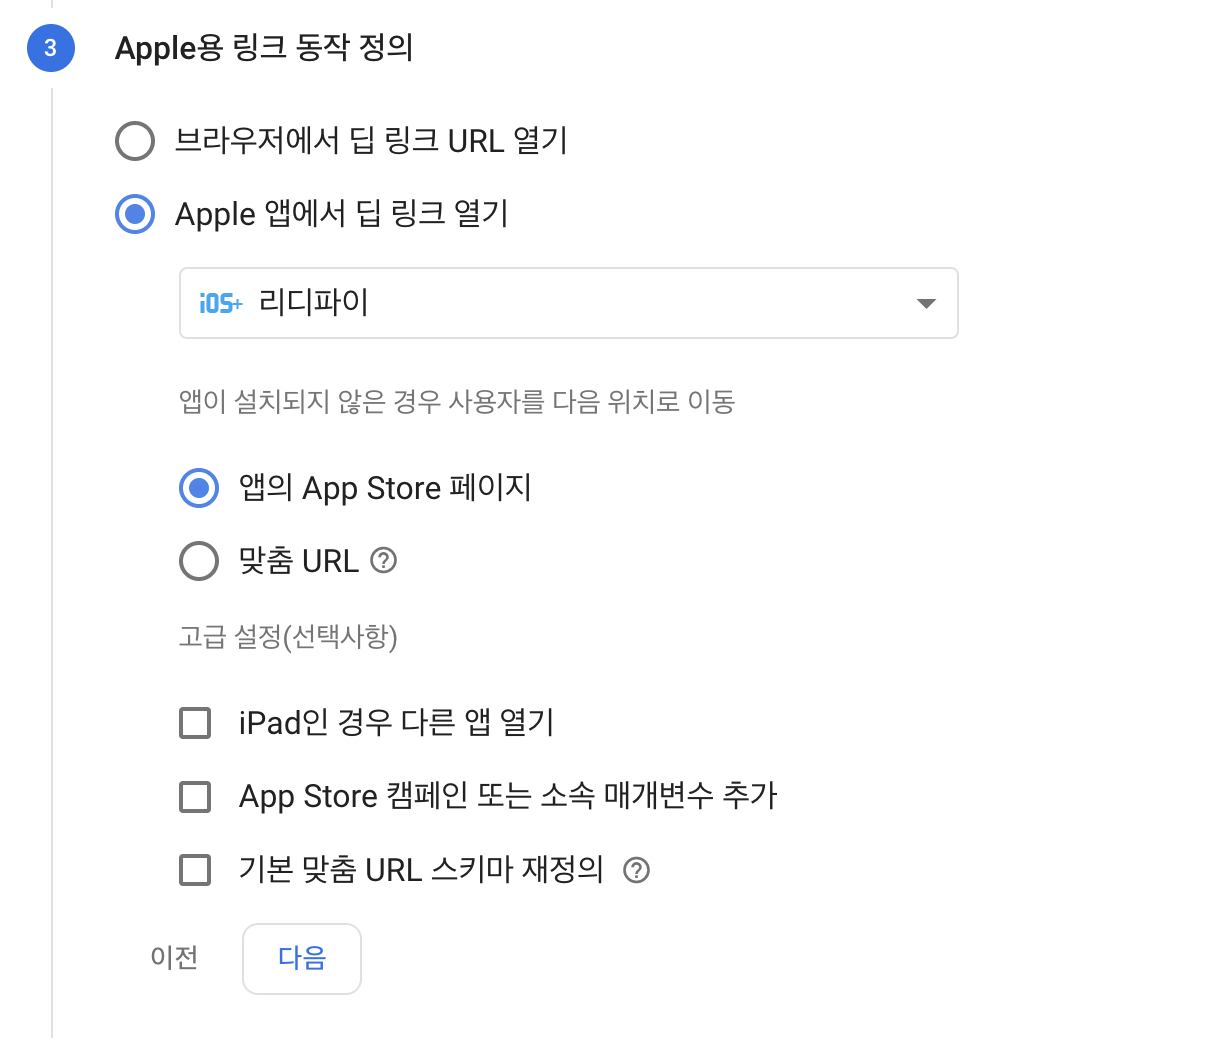 3 Apple용 링크 동작 정의
브라우저에서 딥 링크 URL 열기
Apple 앱에서 딥 링크 열기
iOS+ 리디파이
앱이 설치되지 않은 경우 사용자를 다음 위치로 이동
앱의 App Store 페이지
맞춤 URL ?
고급 설정(선택사항)
iPad인 경우 다른 앱 열기
App Store 캠페인 또는 소속 매개변수 추가
기본 맞춤 URL 스키마 재정의 ?
이전 다음